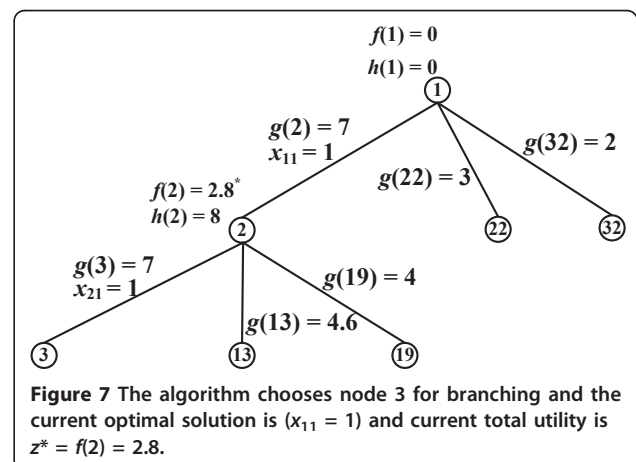 f(1) = 0
h(1) = 0
1
g(2) = 7
x₁₁ = 1
g(32) = 2
g(22) = 3
f(2) = 2.8*
h(2) = 8
2
22
32
g(3) = 7
x₂₁ = 1
g(19) = 4
g(13) = 4.6
3
13
19
Figure 7 The algorithm chooses node 3 for branching and the
current optimal solution is (x₁₁ = 1) and current total utility is
z* = f(2) = 2.8.